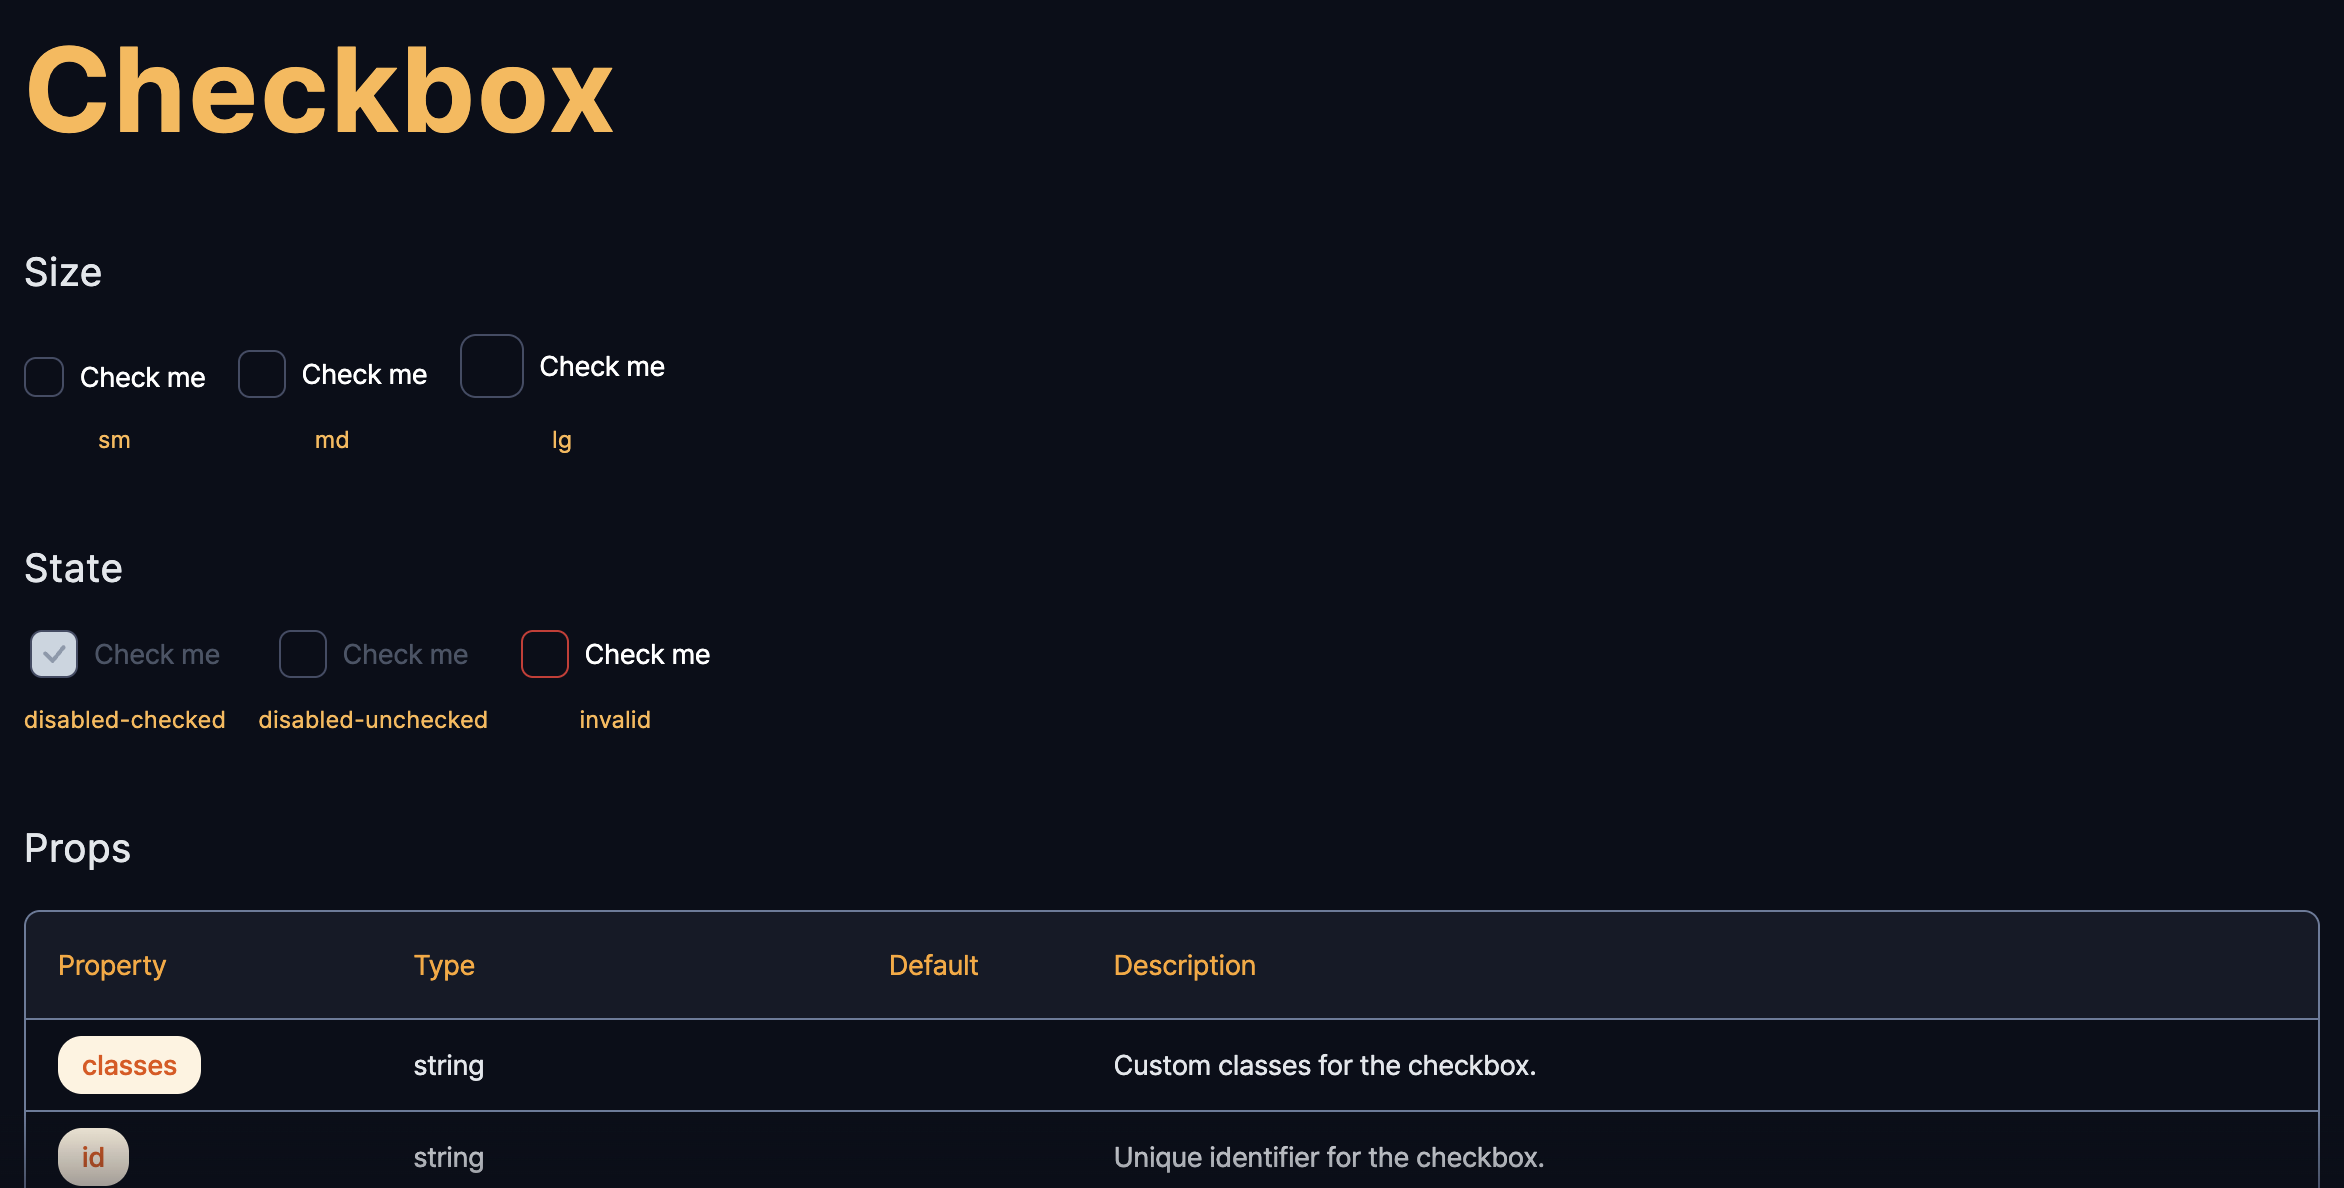 Checkbox
Size
Check me Check me Check me
sm md lg
State
Check me Check me Check me
disabled-checked disabled-unchecked invalid
Props
Property Type Default Description
classes string Custom classes for the checkbox.
id string Unique identifier for the checkbox.